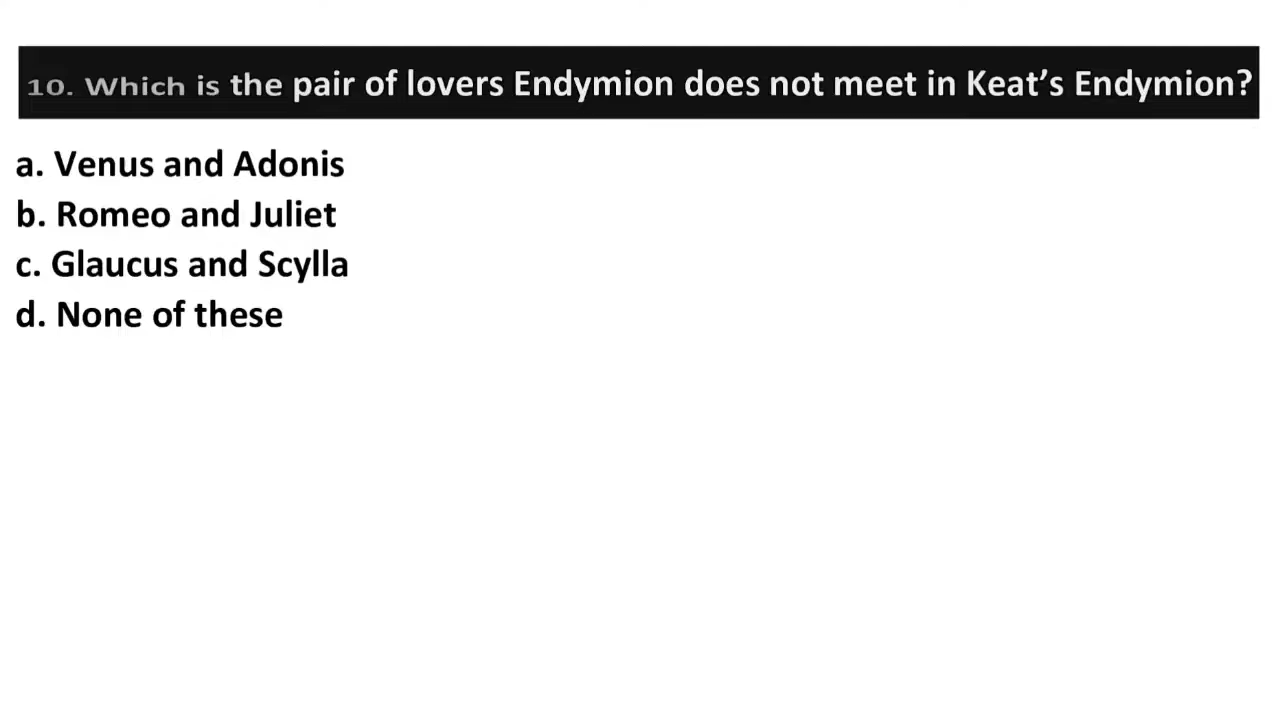 10. Which is the pair of lovers Endymion does not meet in Keat’s Endymion?
a. Venus and Adonis
b. Romeo and Juliet
c. Glaucus and Scylla
d. None of these